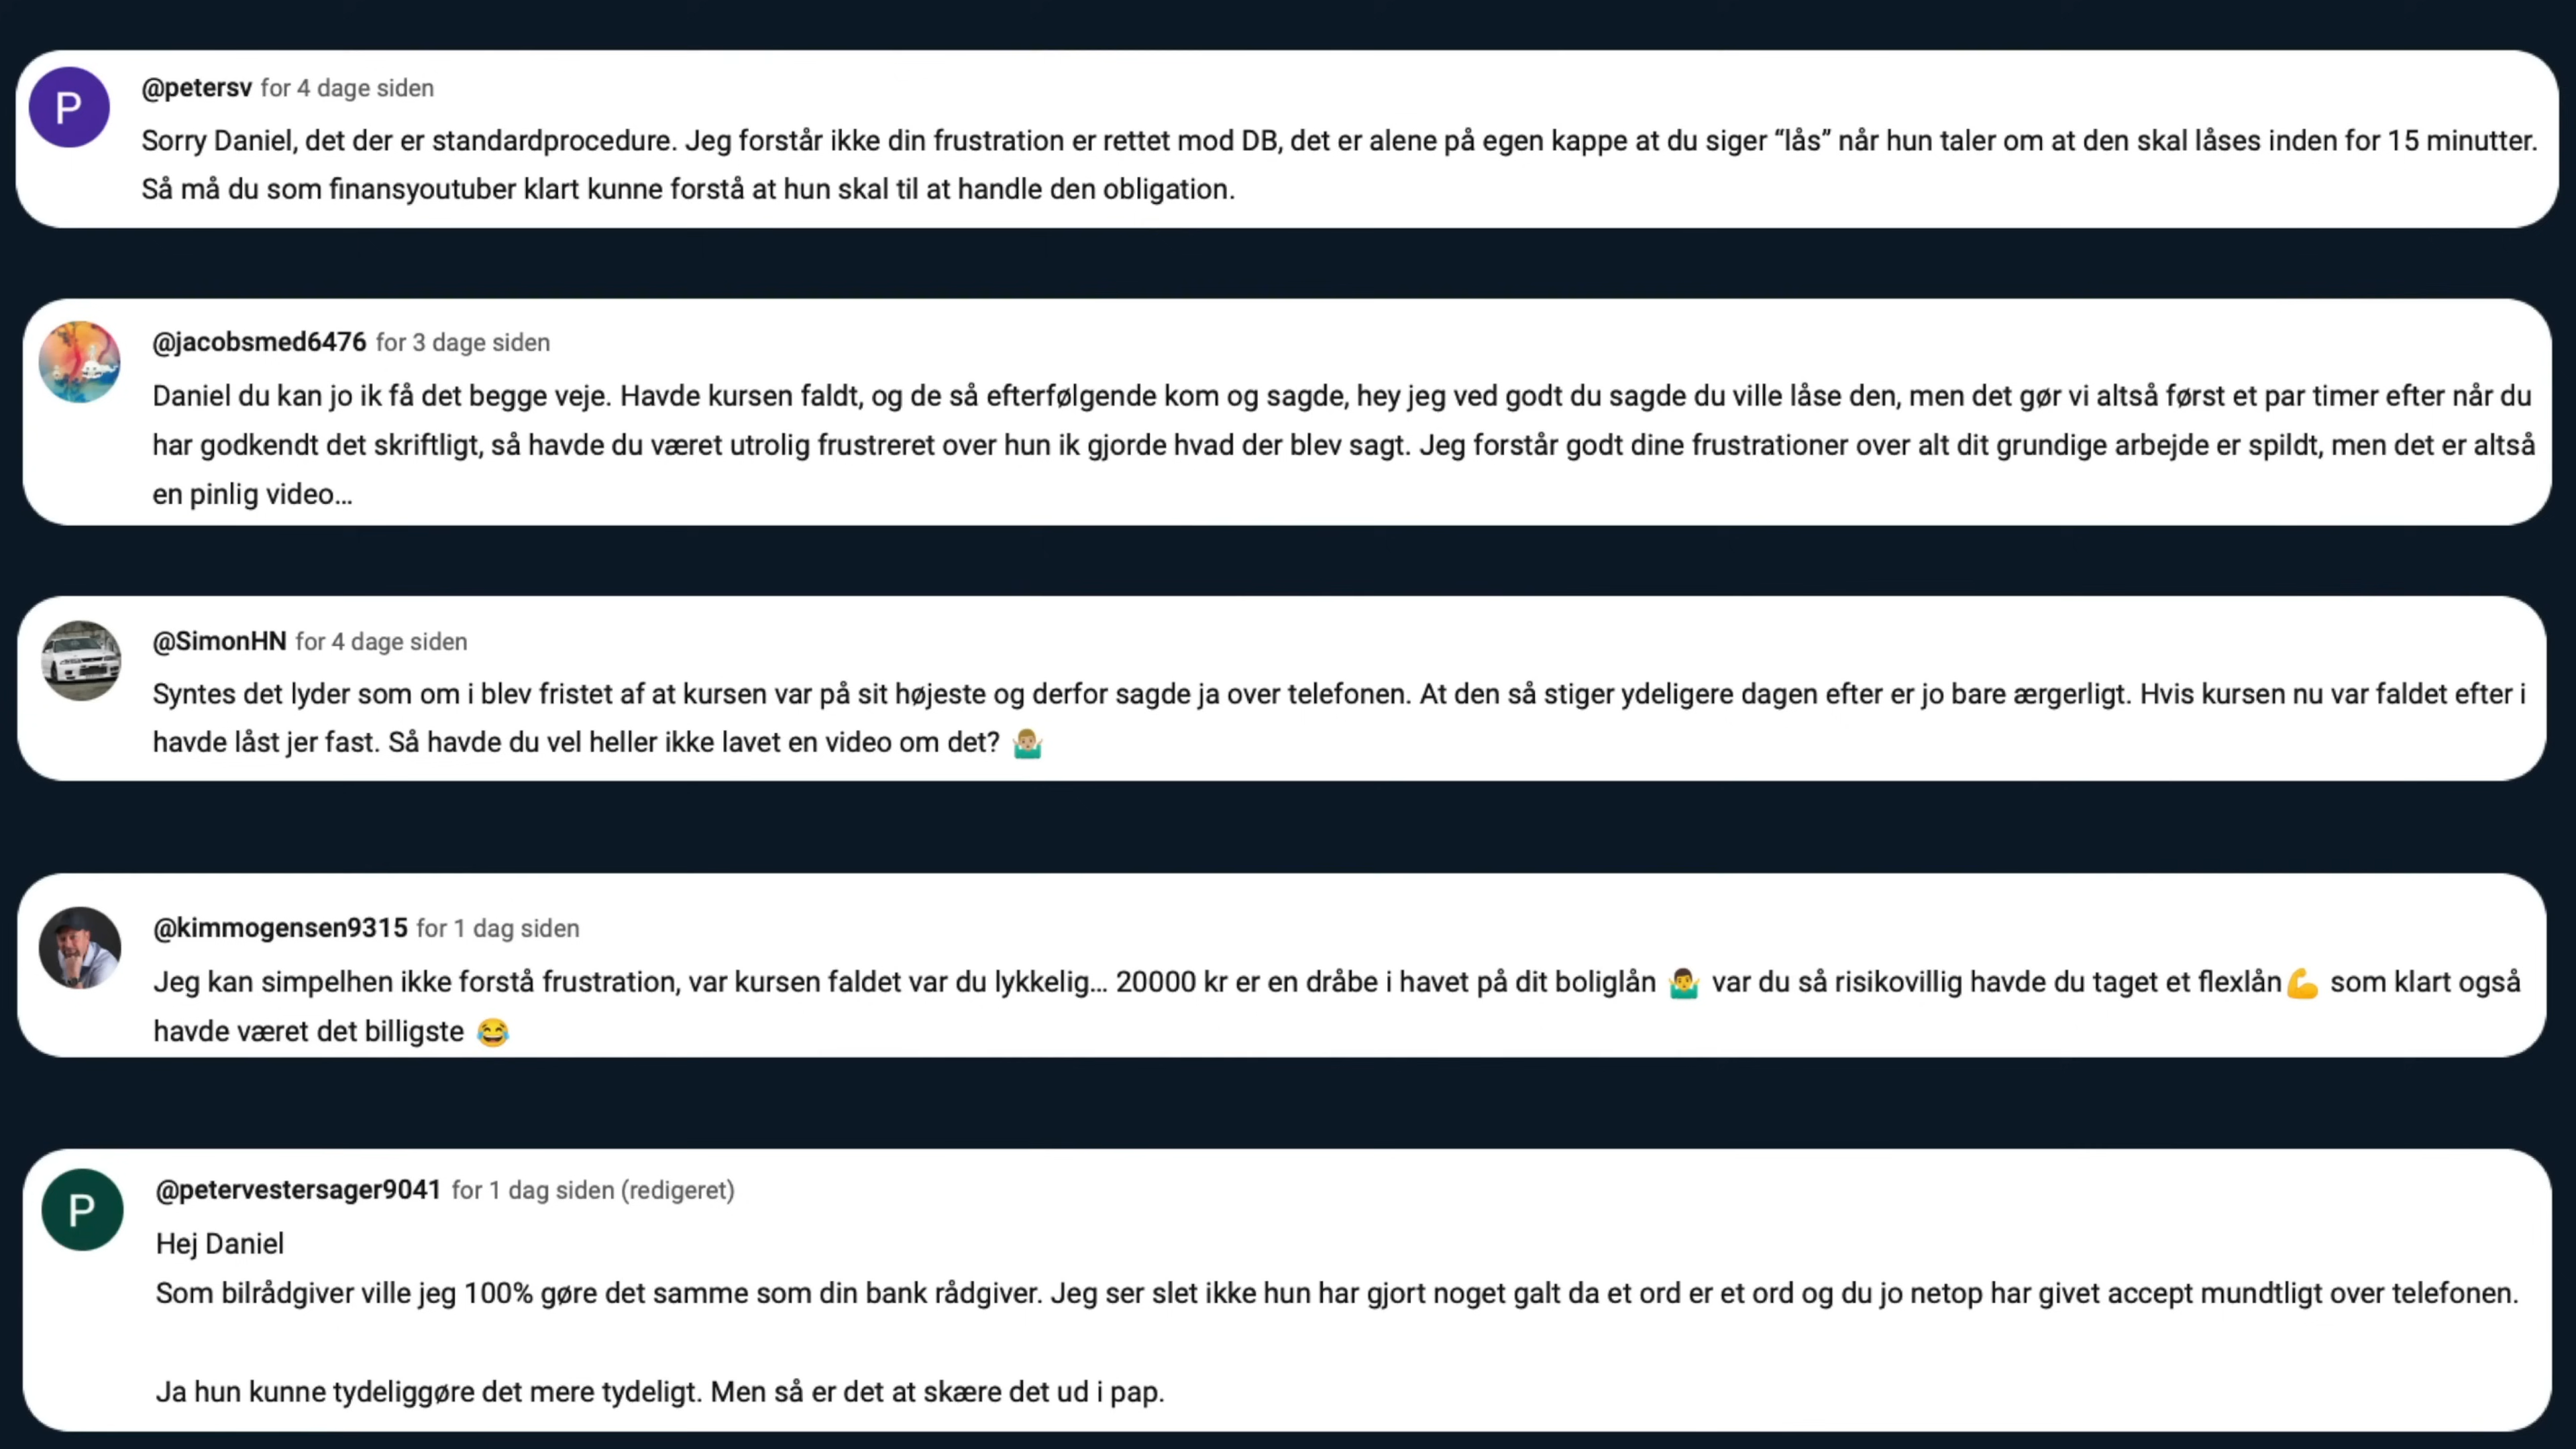 P
@petersv for 4 dage siden
Sorry Daniel, det der er standardprocedure. Jeg forstår ikke din frustration er rettet mod DB, det er alene på egen kappe at du siger “lås” når hun taler om at den skal låses inden for 15 minutter.
Så må du som finansyoutuber klart kunne forstå at hun skal til at handle den obligation.
@jacobsmed6476 for 3 dage siden
Daniel du kan jo ik få det begge veje. Havde kursen faldt, og de så efterfølgende kom og sagde, hey jeg ved godt du sagde du ville låse den, men det gør vi altså først et par timer efter når du
har godkendt det skriftligt, så havde du været utrolig frustreret over hun ik gjorde hvad der blev sagt. Jeg forstår godt dine frustrationer over alt dit grundige arbejde er spildt, men det er altså
en pinlig video...
@SimonHN for 4 dage siden
Syntes det lyder som om i blev fristet af at kursen var på sit højeste og derfor sagde ja over telefonen. At den så stiger ydeligere dagen efter er jo bare ærgerligt. Hvis kursen nu var faldet efter i
havde låst jer fast. Så havde du vel heller ikke lavet en video om det? 🤷🏼‍♂️
@kimmogensen9315 for 1 dag siden
Jeg kan simpelhen ikke forstå frustration, var kursen faldet var du lykkelig... 20000 kr er en dråbe i havet på dit boliglån 🤷‍♂️ var du så risikovillig havde du taget et flexlån💪 som klart også
havde været det billigste 😂
P
@petervestersager9041 for 1 dag siden (redigeret)
Hej Daniel
Som bilrådgiver ville jeg 100% gøre det samme som din bank rådgiver. Jeg ser slet ikke hun har gjort noget galt da et ord er et ord og du jo netop har givet accept mundtligt over telefonen.
Ja hun kunne tydeliggøre det mere tydeligt. Men så er det at skære det ud i pap.